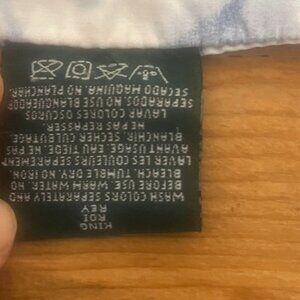 KING
ROI
REY
WASH COLORS SEPARATELY AND
BEFORE USE. WARM WATER, NO
BLEACH. TUMBLE DRY. NO IRON
LAVER LES COULEURS SEPAREMENT
AVANT USAGE. EAU TIEDE. NE PAS
BLANCHIR. SECHER CULBUTAGE.
NE PAS REPASSER.
LAVAR COLORES OSCUROS
SEPARADOS. NO USE BLANQUEADOR
SECADO MAQUINA. NO PLANCHAR.